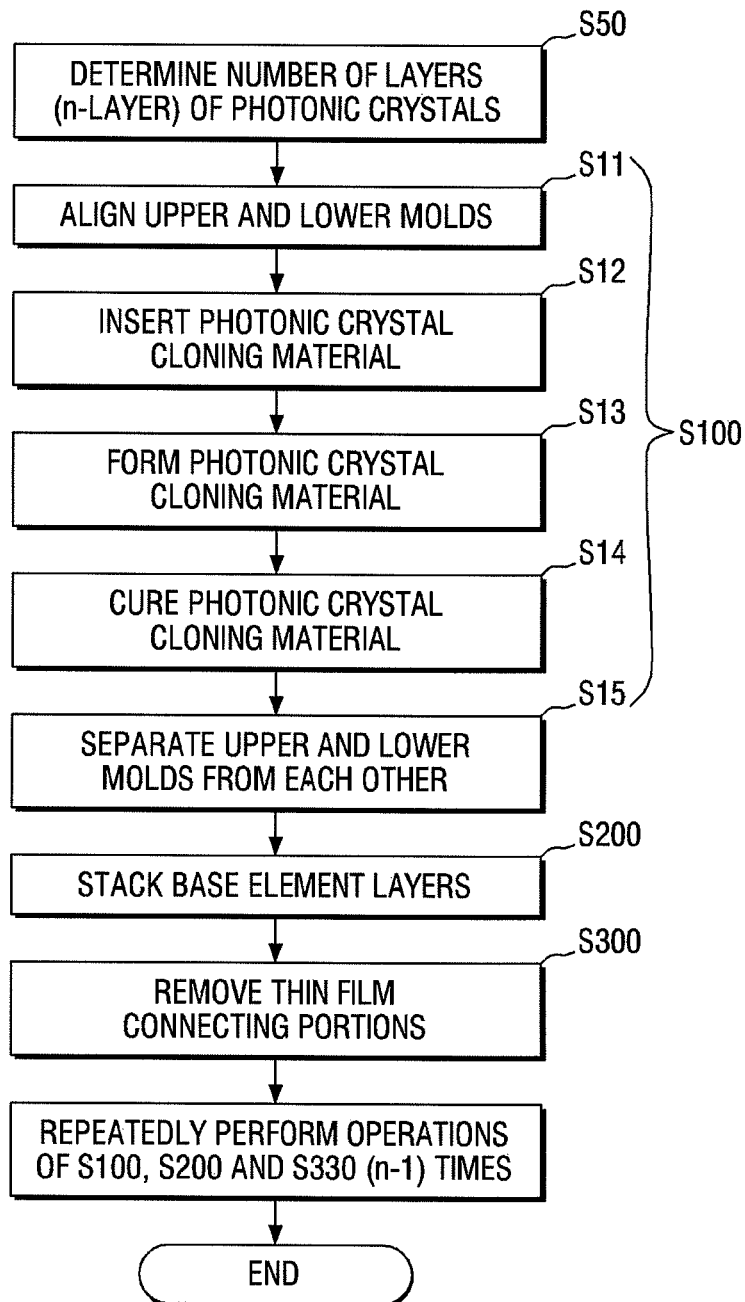 S50
DETERMINE NUMBER OF LAYERS
(n-LAYER) OF PHOTONIC CRYSTALS
S11
ALIGN UPPER AND LOWER MOLDS
S12
INSERT PHOTONIC CRYSTAL
CLONING MATERIAL
S13
FORM PHOTONIC CRYSTAL
CLONING MATERIAL
S100
S14
CURE PHOTONIC CRYSTAL
CLONING MATERIAL
S15
SEPARATE UPPER AND LOWER
MOLDS FROM EACH OTHER
S200
STACK BASE ELEMENT LAYERS
S300
REMOVE THIN FILM
CONNECTING PORTIONS
REPEATEDLY PERFORM OPERATIONS
OF S100, S200 AND S330 (n-1) TIMES
END